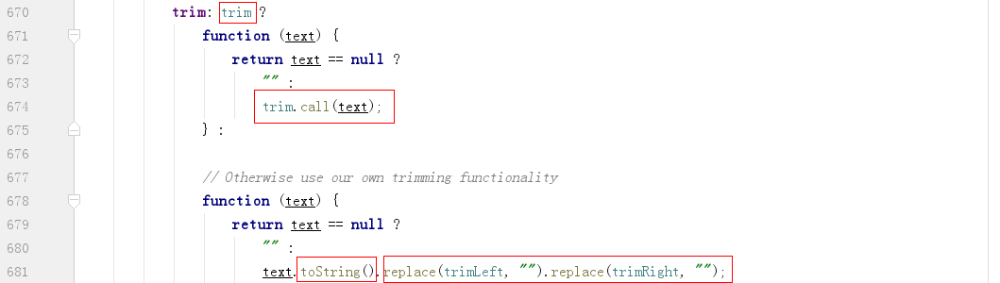 670 trim: trim ?
671 function (text) {
672 return text == null ?
673 "" :
674 trim.call(text);
675 } :
676
677 // Otherwise use our own trimming functionality
678 function (text) {
679 return text == null ?
680 "" :
681 text.toString().replace(trimLeft, "").replace(trimRight, "");